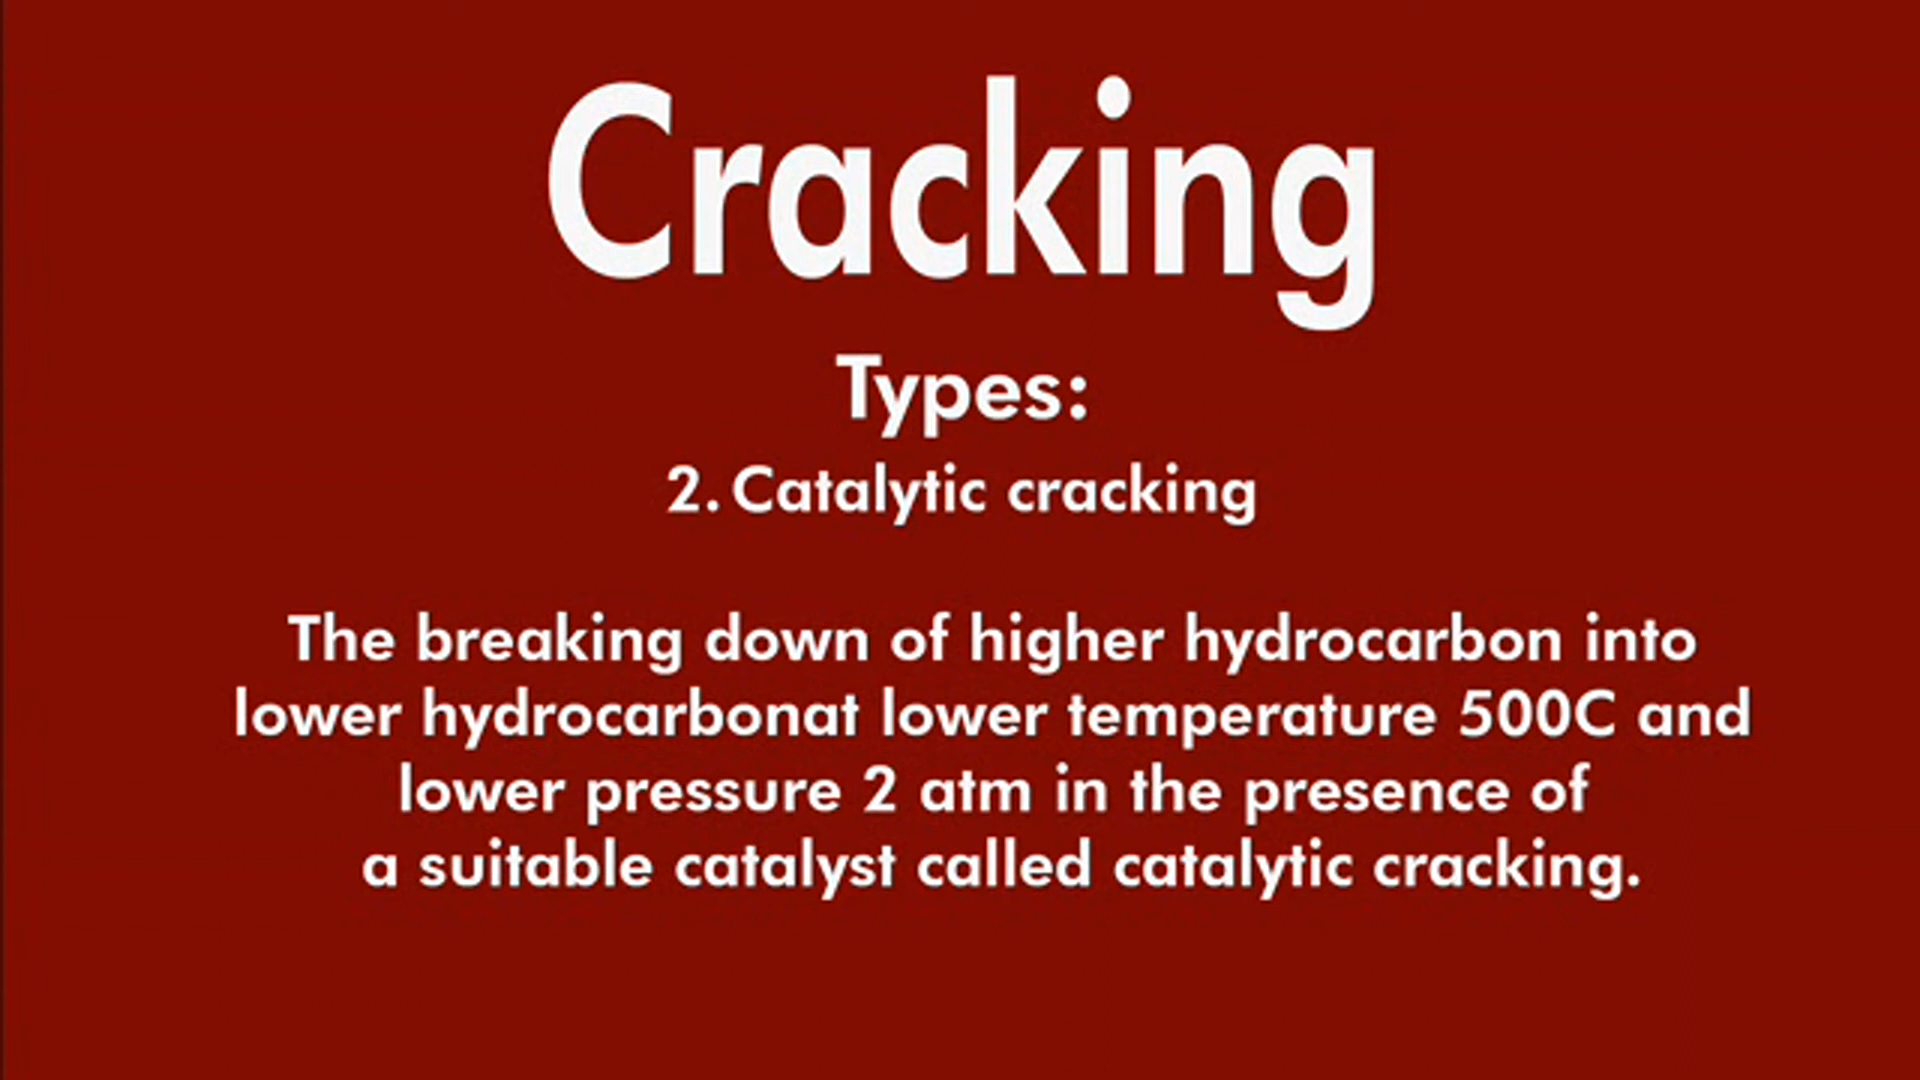 Cracking
Types:
2. Catalytic cracking
The breaking down of higher hydrocarbon into
lower hydrocarbonat lower temperature 500C and
lower pressure 2 atm in the presence of
a suitable catalyst called catalytic cracking.